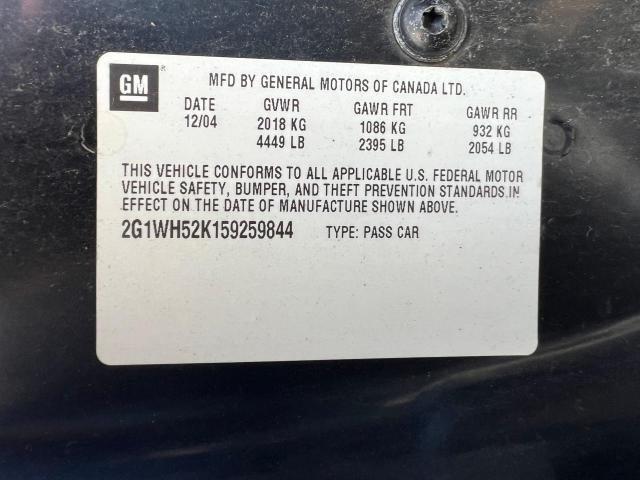 GM ® MFD BY GENERAL MOTORS OF CANADA LTD.
DATE GVWR GAWR FRT GAWR RR
12/04 2018 KG 1086 KG 932 KG
4449 LB 2395 LB 2054 LB
THIS VEHICLE CONFORMS TO ALL APPLICABLE U.S. FEDERAL MOTOR
VEHICLE SAFETY, BUMPER, AND THEFT PREVENTION STANDARDS.IN
EFFECT ON THE DATE OF MANUFACTURE SHOWN ABOVE.
2G1WH52K159259844 TYPE: PASS CAR